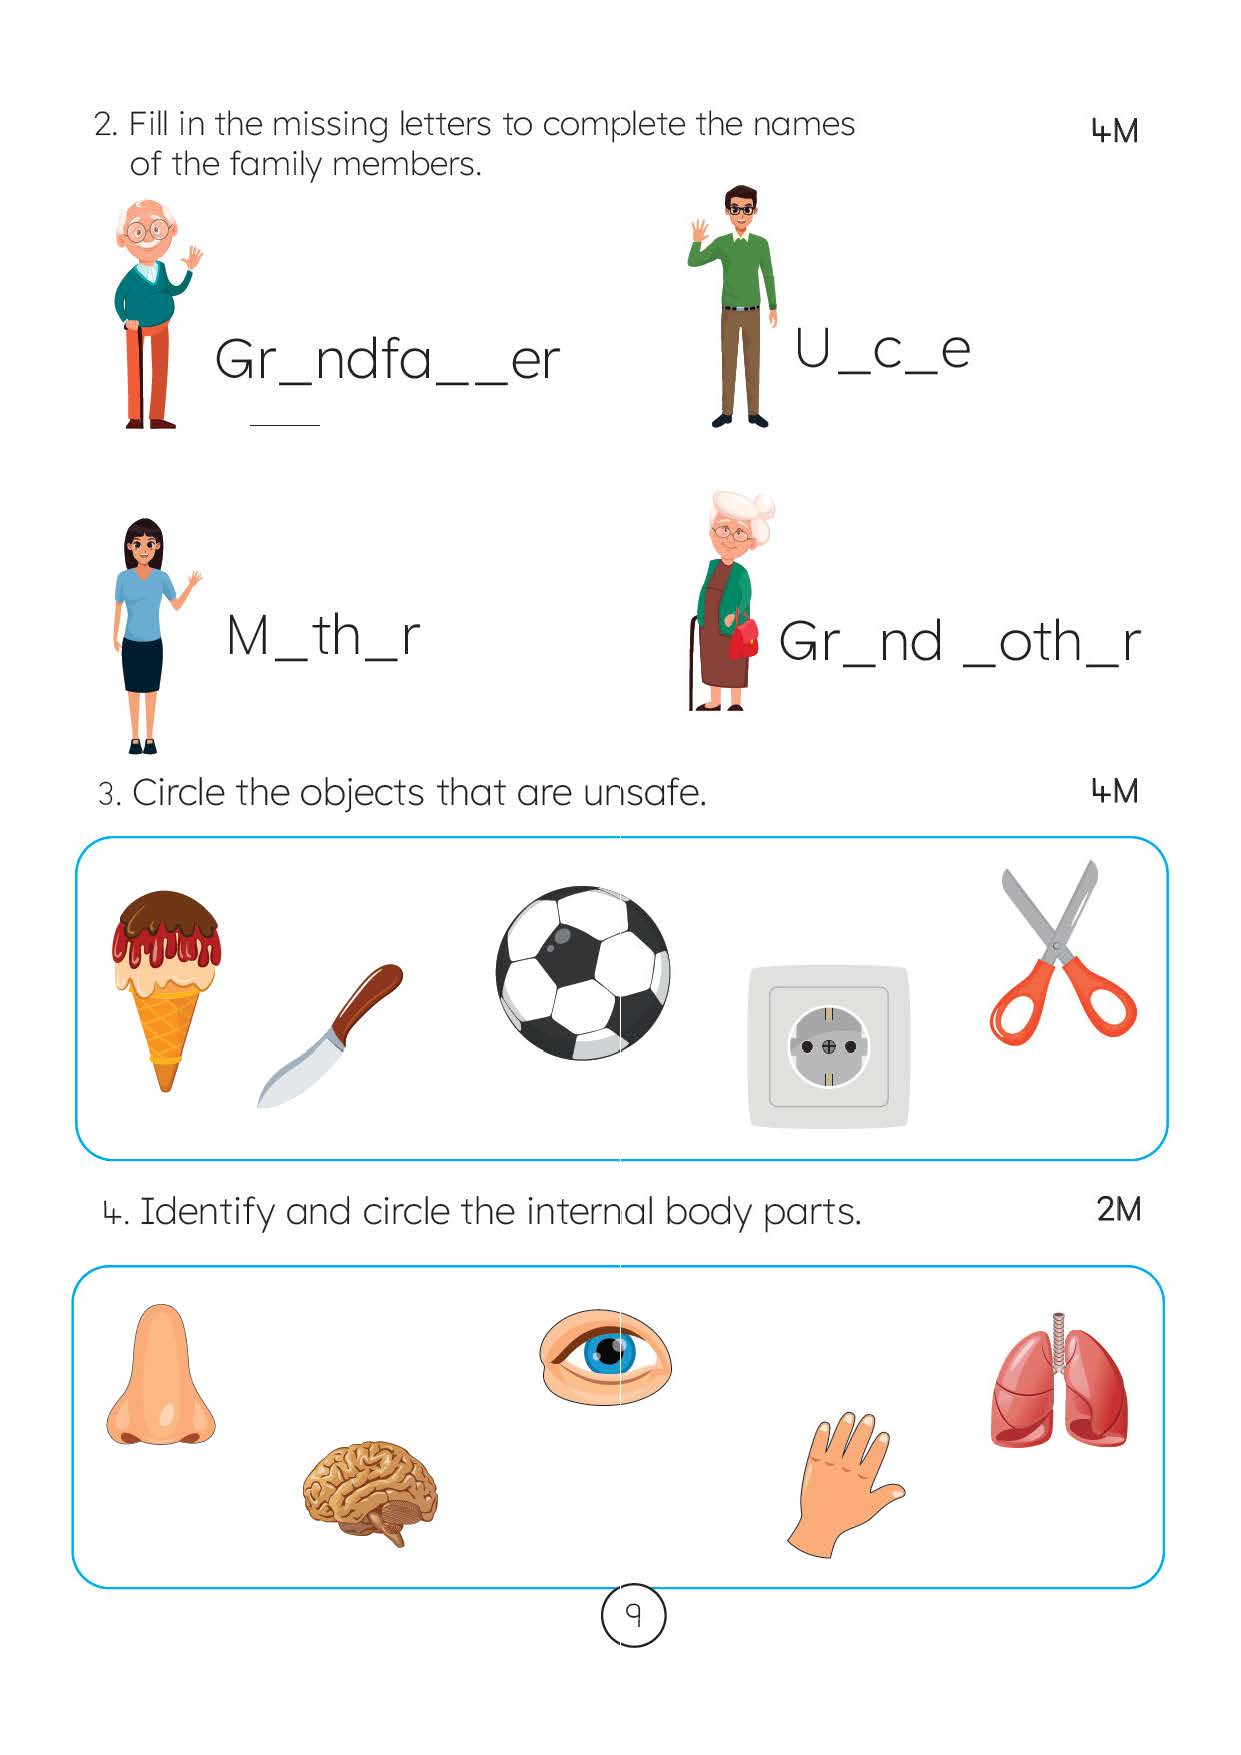 2. Fill in the missing letters to complete the names 4M
of the family members.
Gr_ndfa__er
U_c_e
M_th_r
Gr_nd _oth_r
3. Circle the objects that are unsafe. 4M
4. Identify and circle the internal body parts. 2M
9